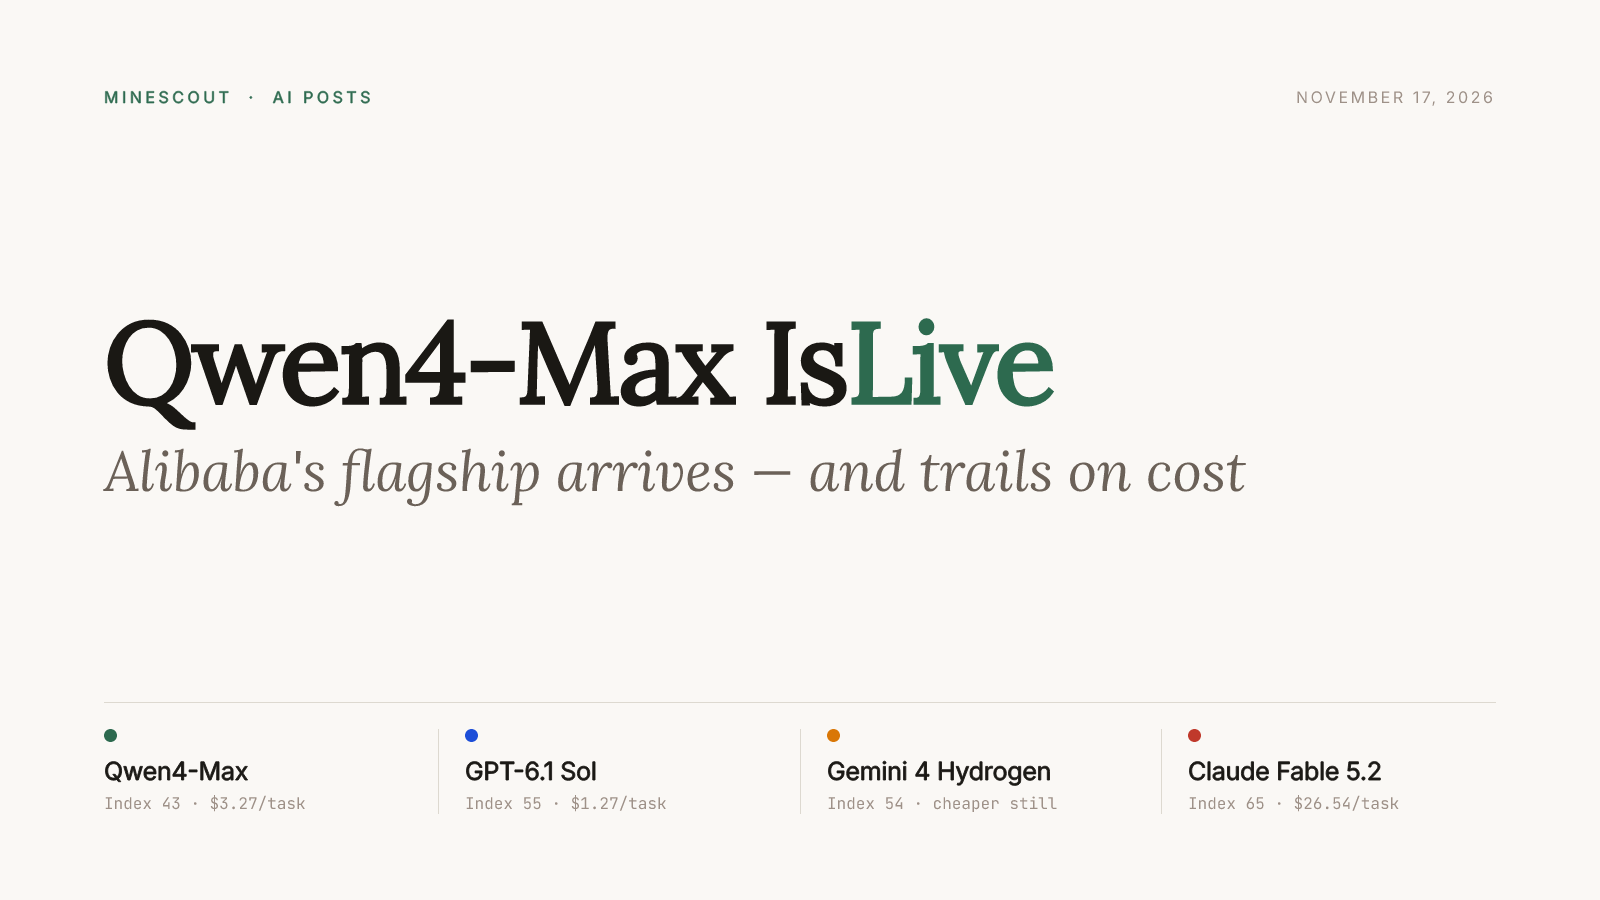 MINESCOUT · AI POSTS
NOVEMBER 17, 2026
Qwen4-Max IsLive
Alibaba's flagship arrives — and trails on cost
Qwen4-Max
Index 43 · $3.27/task
GPT-6.1 Sol
Index 55 · $1.27/task
Gemini 4 Hydrogen
Index 54 · cheaper still
Claude Fable 5.2
Index 65 · $26.54/task